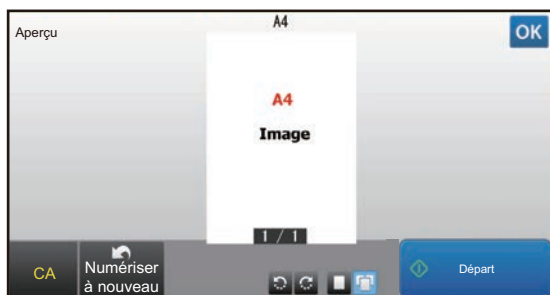 A4
Aperçu
OK
A4
Image
1 / 1
CA
Numériser
à nouveau
Départ